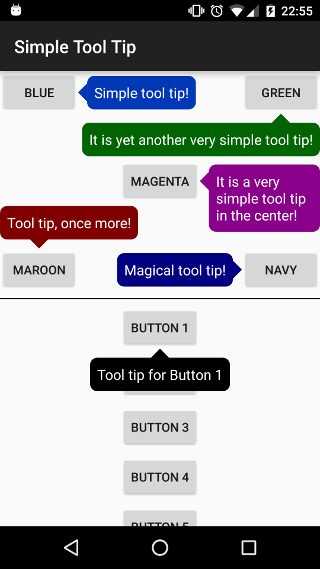 22:55
Simple Tool Tip
BLUE
Simple tool tip!
GREEN
It is yet another very simple tool tip!
MAGENTA
It is a very
simple tool tip
in the center!
Tool tip, once more!
MAROON
Magical tool tip!
NAVY
BUTTON 1
Tool tip for Button 1
BUTTON 3
BUTTON 4
BUTTON 5